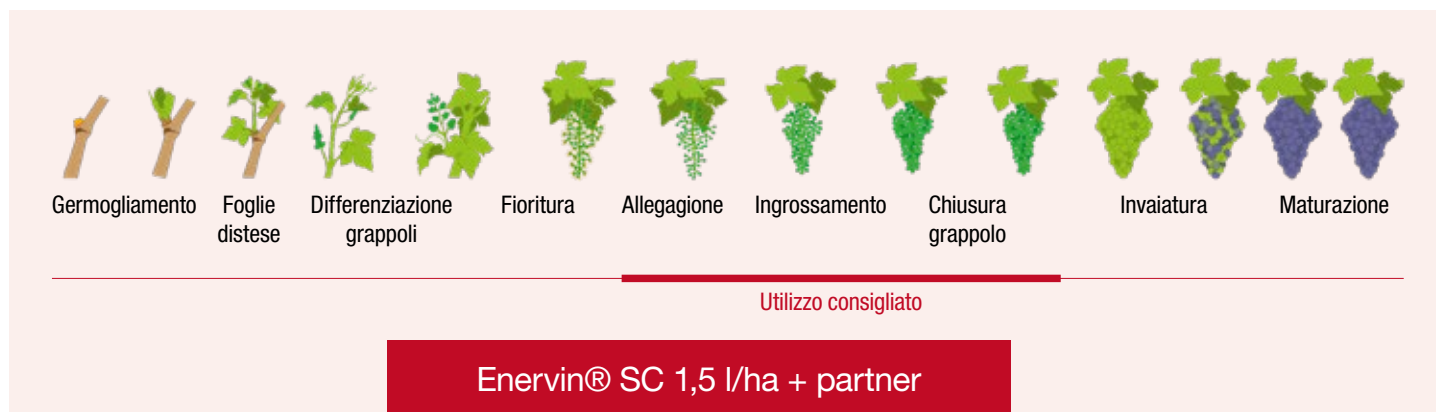 Germogliamento
Foglie
distese
Differenziazione
grappoli
Fioritura
Allegagione
Ingrossamento
Chiusura
grappolo
Invaiatura
Maturazione
Utilizzo consigliato
Enervin® SC 1,5 l/ha + partner